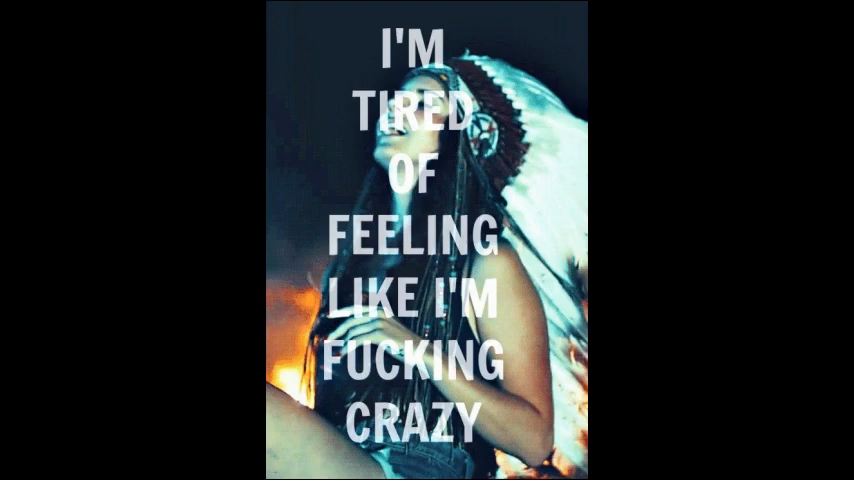 I'M
TIRED
OF
FEELING
LIKE I'M
FUCKING
CRAZY